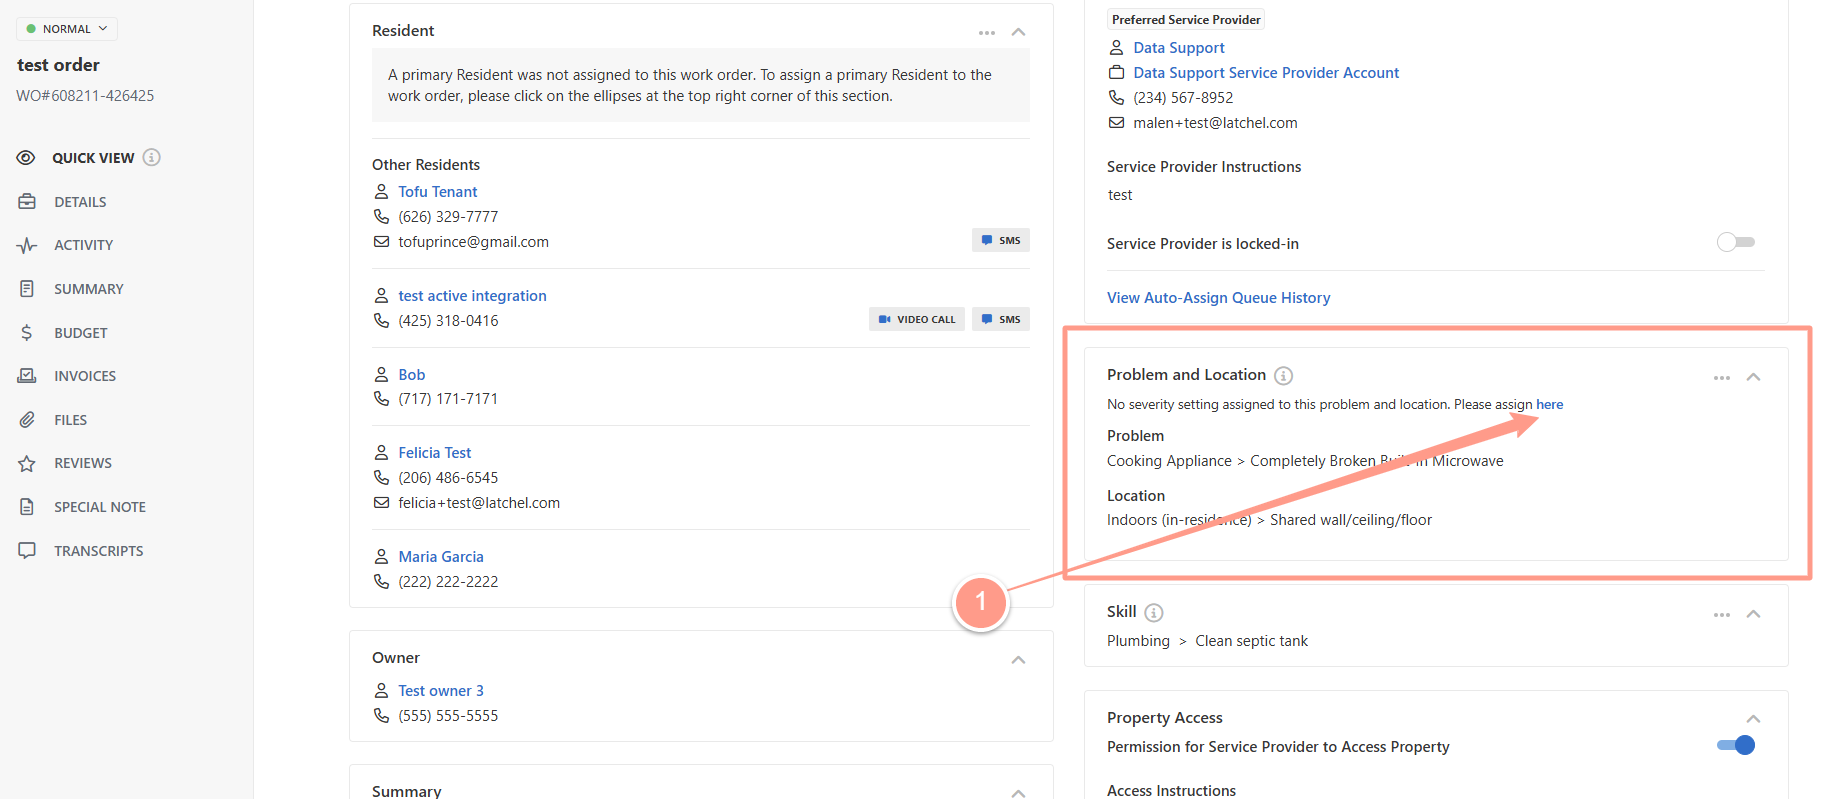 NORMAL
test order
WO#608211-426425
QUICK VIEW
DETAILS
ACTIVITY
SUMMARY
BUDGET
INVOICES
FILES
REVIEWS
SPECIAL NOTE
TRANSCRIPTS
Resident
A primary Resident was not assigned to this work order. To assign a primary Resident to the
work order, please click on the ellipses at the top right corner of this section.
Other Residents
Tofu Tenant
(626) 329-7777
tofuprince@gmail.com
SMS
test active integration
(425) 318-0416
VIDEO CALL
SMS
Bob
(717) 171-7171
Felicia Test
(206) 486-6545
felicia+test@latchel.com
Maria Garcia
(222) 222-2222
Owner
Test owner 3
(555) 555-5555
Summary
Preferred Service Provider
Data Support
Data Support Service Provider Account
(234) 567-8952
malen+test@latchel.com
Service Provider Instructions
test
Service Provider is locked-in
View Auto-Assign Queue History
Problem and Location
No severity setting assigned to this problem and location. Please assign here
Problem
Cooking Appliance > Completely Broken Built-in Microwave
Location
Indoors (in-residence) > Shared wall/ceiling/floor
1
Skill
Plumbing > Clean septic tank
Property Access
Permission for Service Provider to Access Property
Access Instructions